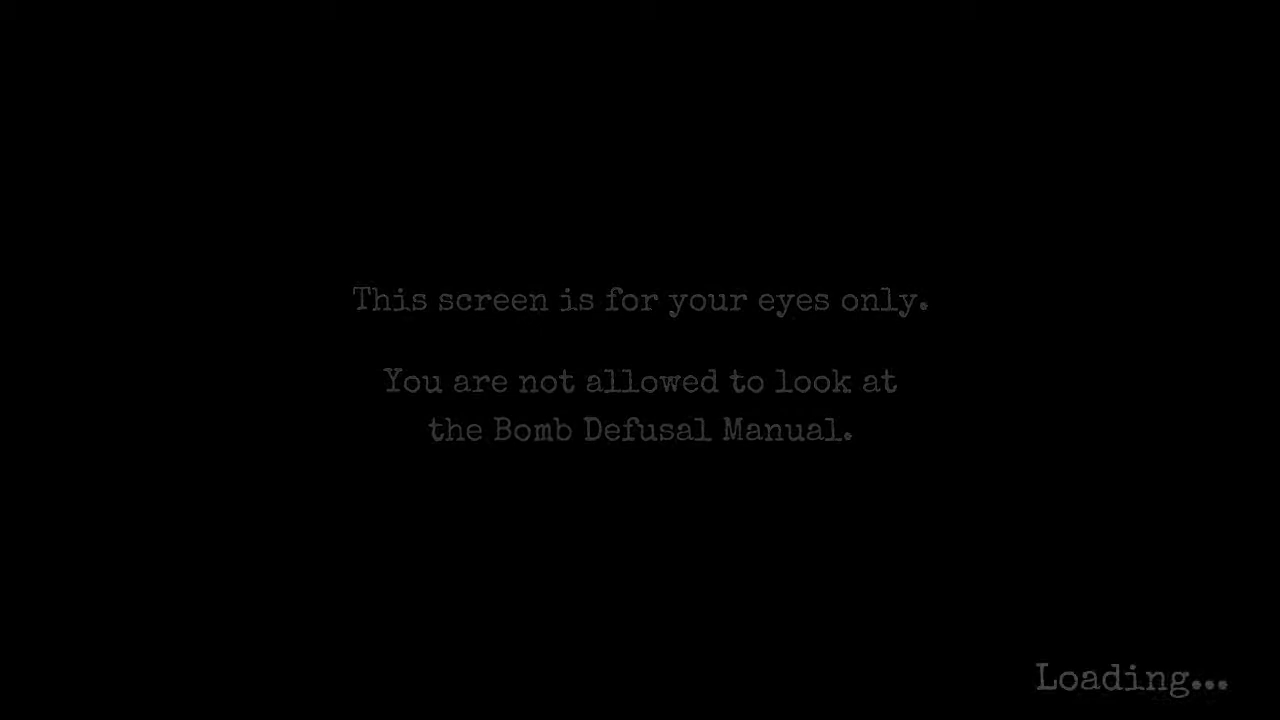 This screen is for your eyes only.
You are not allowed to look at
the Bomb Defusal Manual.
Loading...